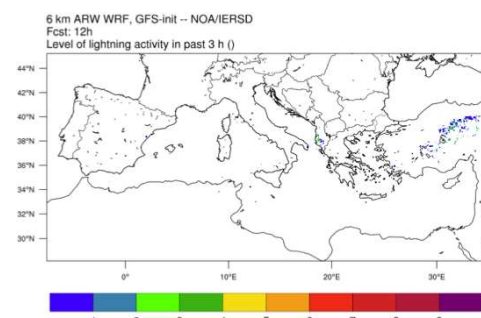 6 km ARW WRF, GFS-init -- NOA/IERSD
Fcst: 12h
Level of lightning activity in past 3 h ()
44°N
42°N
40°N
38°N
36°N
34°N
32°N
30°N
0° 10°E 20°E 30°E